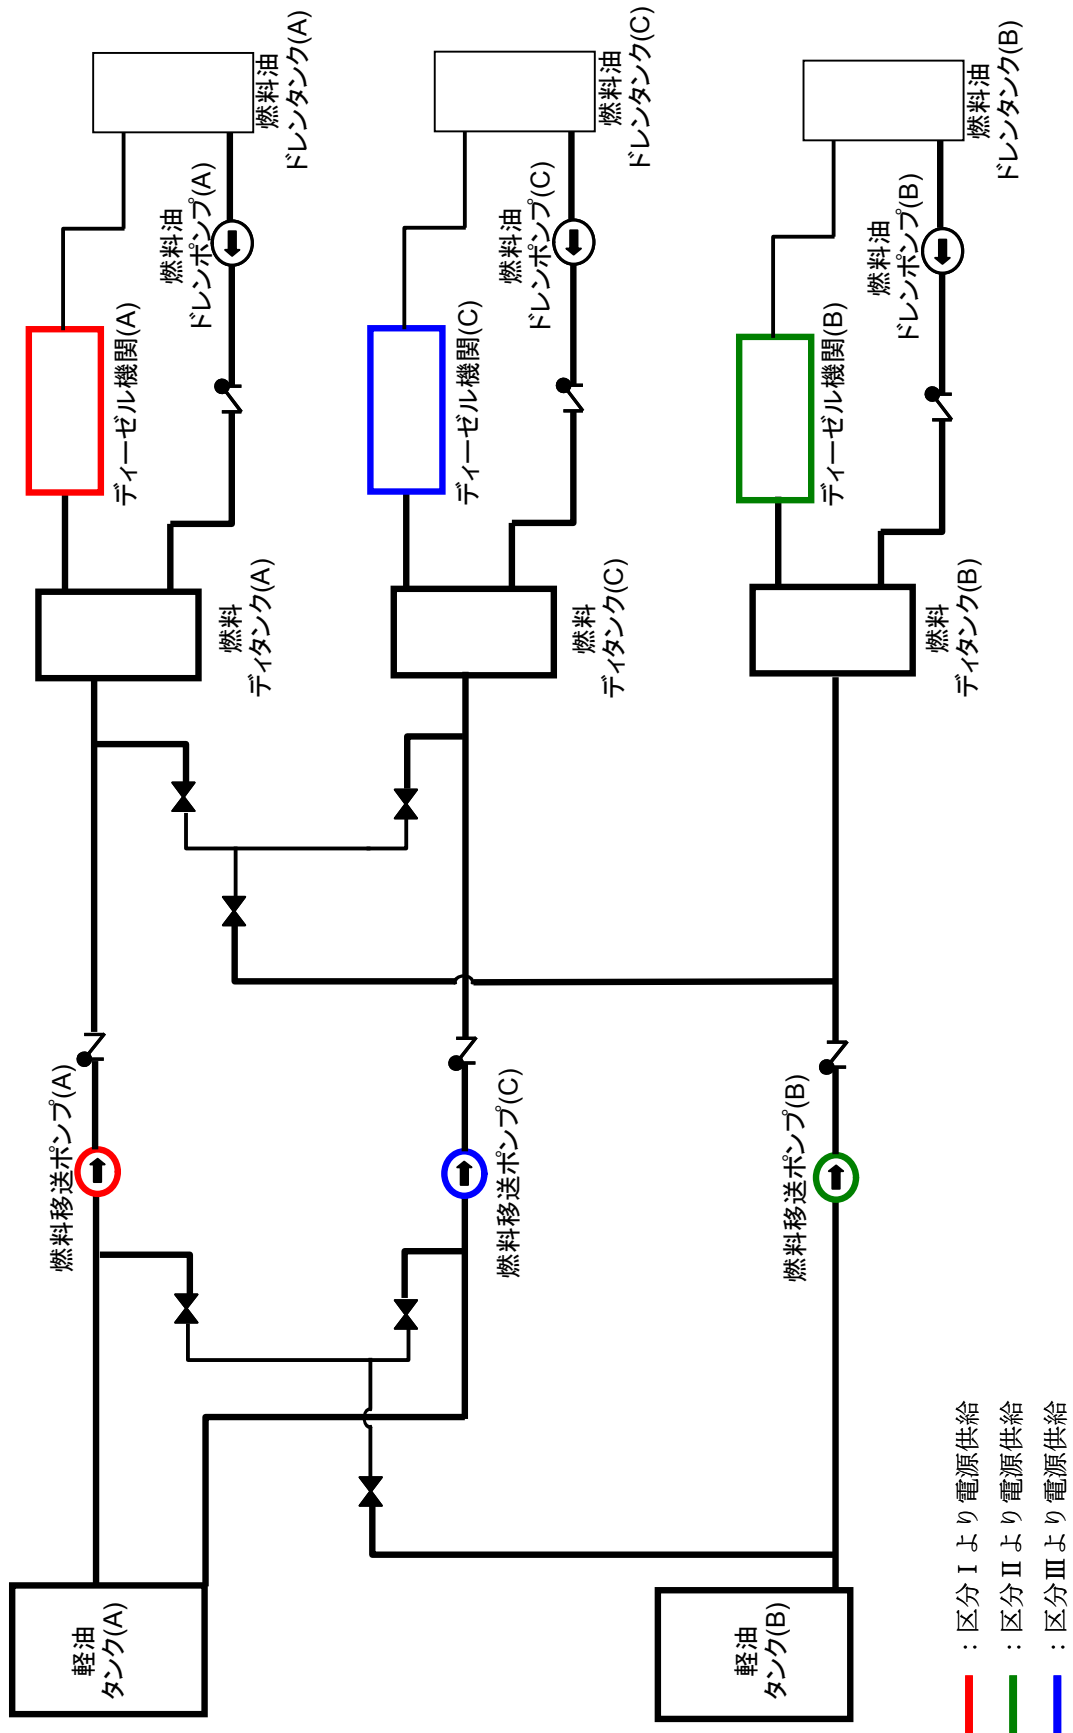 軽油
タンク(A)
燃料移送ポンプ(A)
燃料
ディタンク(A)
ディーゼル機関(A)
燃料油
ドレンポンプ(A)
燃料油
ドレンタンク(A)
燃料移送ポンプ(C)
燃料
ディタンク(C)
ディーゼル機関(C)
燃料油
ドレンポンプ(C)
燃料油
ドレンタンク(C)
軽油
タンク(B)
燃料移送ポンプ(B)
燃料
ディタンク(B)
ディーゼル機関(B)
燃料油
ドレンポンプ(B)
燃料油
ドレンタンク(B)
：区分Ⅰより電源供給
：区分Ⅱより電源供給
：区分Ⅲより電源供給